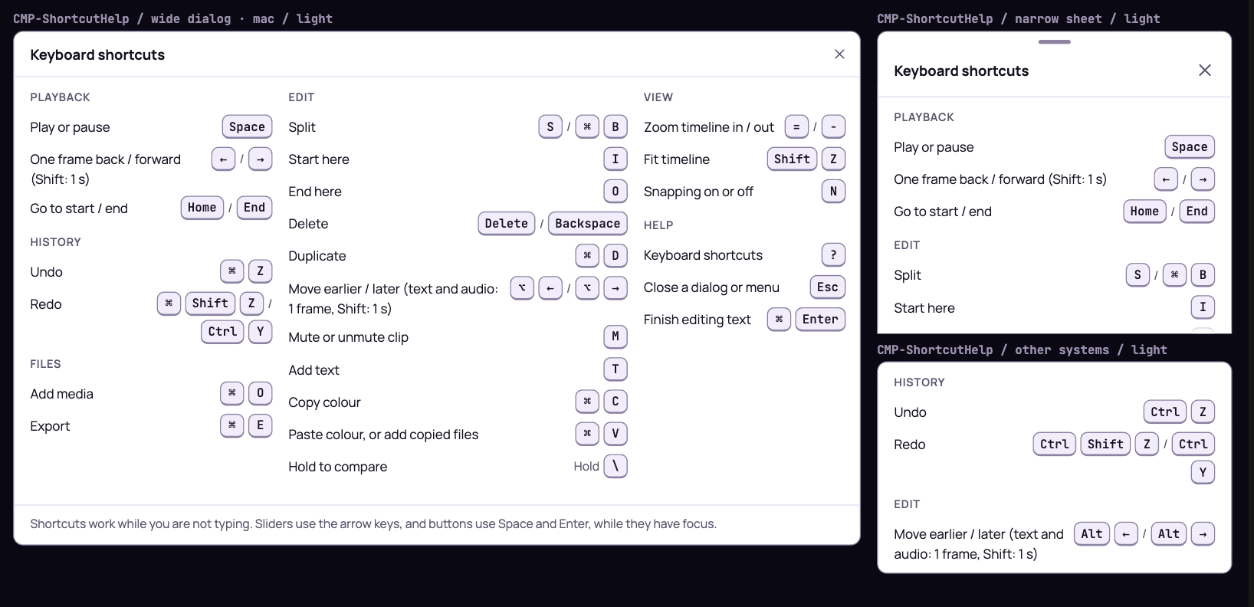 CMP-ShortcutHelp / wide dialog · mac / light
Keyboard shortcuts ×
PLAYBACK
Play or pause Space
One frame back / forward ← / →
(Shift: 1 s)
Go to start / end Home / End
HISTORY
Undo ⌘ Z
Redo ⌘ Shift Z /
Ctrl Y
FILES
Add media ⌘ O
Export ⌘ E
EDIT
Split S / ⌘ B
Start here I
End here O
Delete Delete / Backspace
Duplicate ⌘ D
Move earlier / later (text and audio: ⌥ ← / ⌥ →
1 frame, Shift: 1 s)
Mute or unmute clip M
Add text T
Copy colour ⌘ C
Paste colour, or add copied files ⌘ V
Hold to compare Hold \
VIEW
Zoom timeline in / out = / -
Fit timeline Shift Z
Snapping on or off N
HELP
Keyboard shortcuts ?
Close a dialog or menu Esc
Finish editing text ⌘ Enter
Shortcuts work while you are not typing. Sliders use the arrow keys, and buttons use Space and Enter, while they have focus.
CMP-ShortcutHelp / narrow sheet / light
Keyboard shortcuts ×
PLAYBACK
Play or pause Space
One frame back / forward (Shift: 1 s) ← / →
Go to start / end Home / End
EDIT
Split S / ⌘ B
Start here I
CMP-ShortcutHelp / other systems / light
HISTORY
Undo Ctrl Z
Redo Ctrl Shift Z / Ctrl
Y
EDIT
Move earlier / later (text and Alt ← / Alt →
audio: 1 frame, Shift: 1 s)